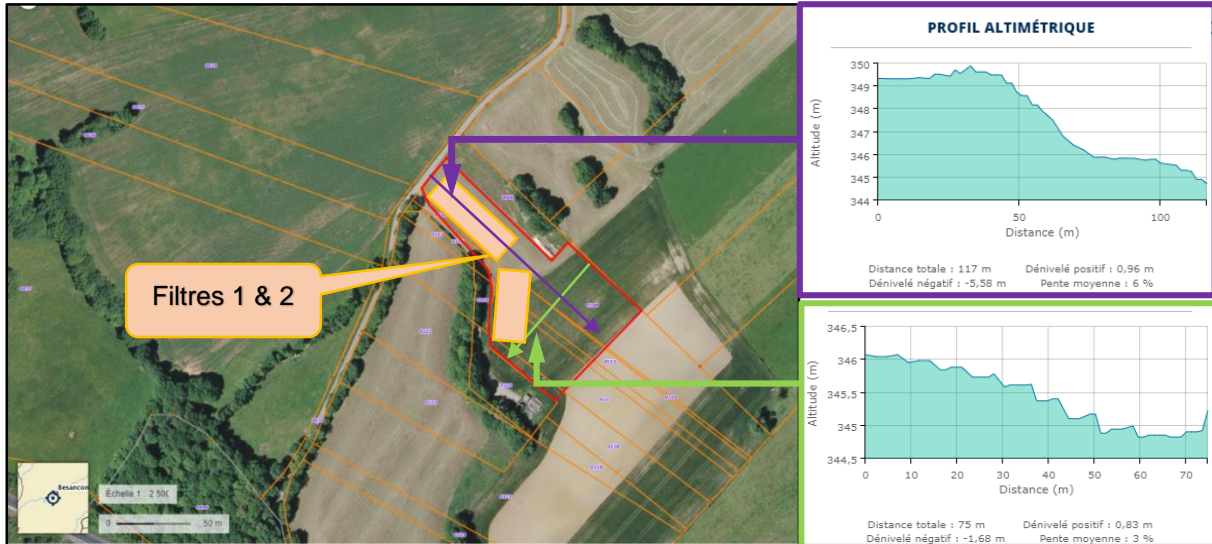 Filtres 1 & 2
Besancon
Échelle 1 : 2 50
0
50 m
PROFIL ALTIMÉTRIQUE
350
349
348
347
346
345
344
Altitude (m)
0
50
100
Distance (m)
Distance totale : 117 m
Dénivelé positif : 0,96 m
Dénivelé négatif : -5,58 m
Pente moyenne : 6 %
346,5
346
345,5
345
344,5
Altitude (m)
0
10
20
30
40
50
60
70
Distance (m)
Distance totale : 75 m
Dénivelé positif : 0,83 m
Dénivelé négatif : -1,68 m
Pente moyenne : 3 %